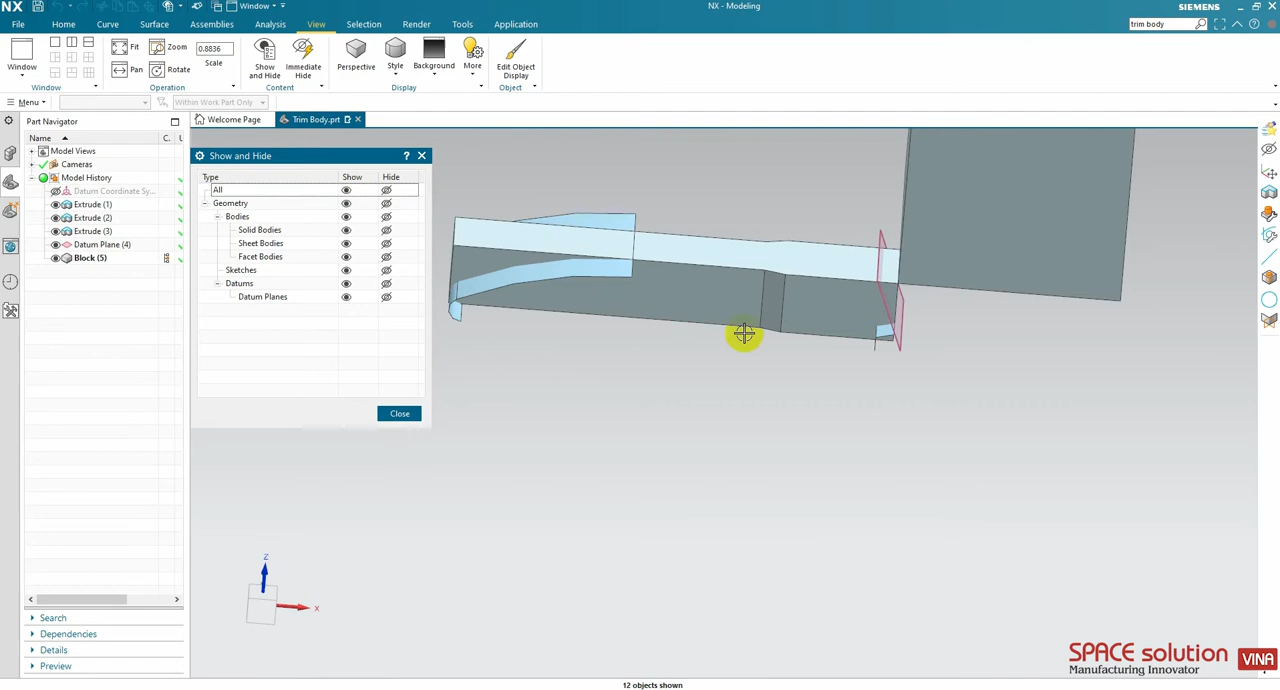 NX
Window
NX - Modeling
SIEMENS
File
Home
Curve
Surface
Assemblies
Analysis
View
Selection
Render
Tools
Application
trim body
Window
Fit
Pan
Zoom
Rotate
0.8836
Scale
Show and Hide
Immediate Hide
Perspective
Style
Background
More
Edit Object Display
Window
Operation
Content
Display
Object
Menu
Within Work Part Only
Part Navigator
Welcome Page
Trim Body.prt
Name
C.
U
Model Views
Cameras
Model History
Datum Coordinate Sy...
Extrude (1)
Extrude (2)
Extrude (3)
Datum Plane (4)
Block (5)
Show and Hide
?
Type
Show
Hide
All
Geometry
Bodies
Solid Bodies
Sheet Bodies
Facet Bodies
Sketches
Datums
Datum Planes
Close
Z
X
Search
Dependencies
Details
Preview
SPACE solution
Manufacturing Innovator
VINA
12 objects shown